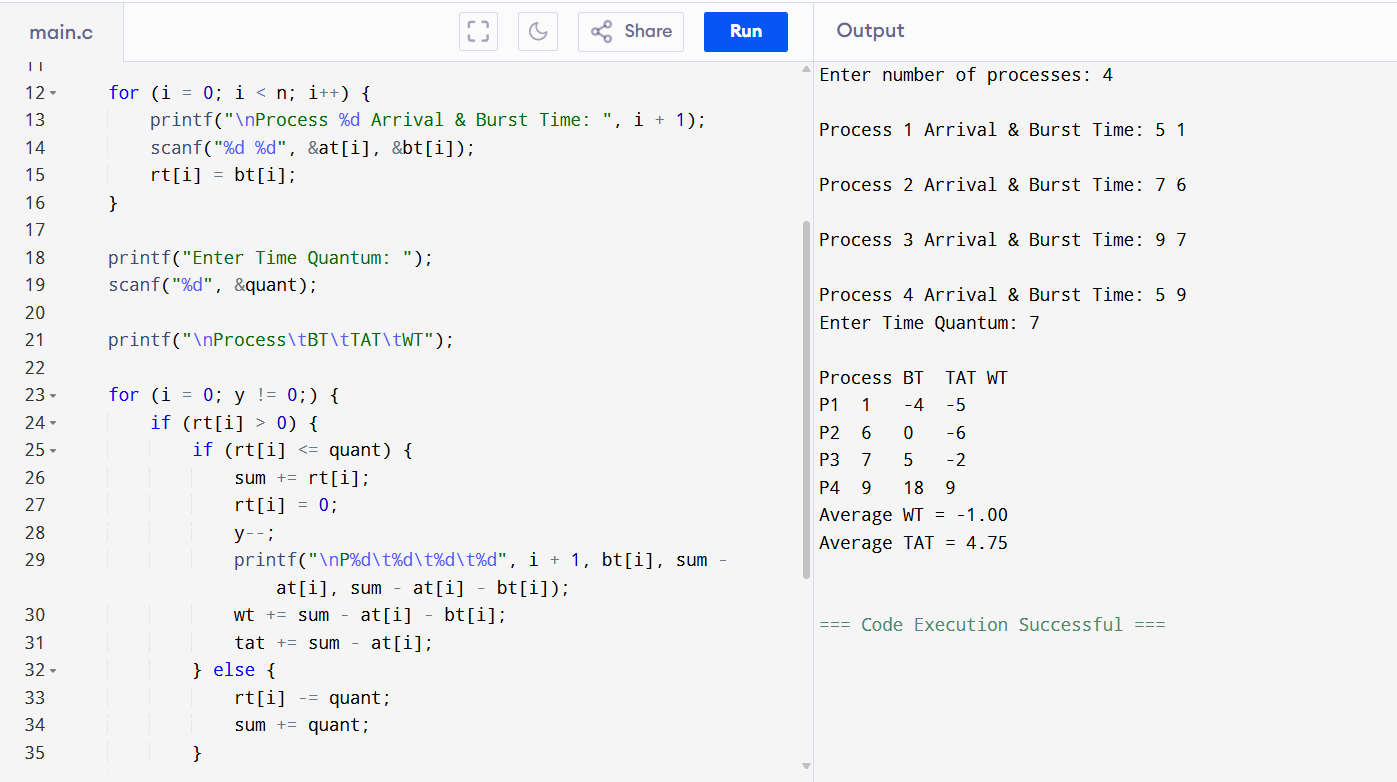 main.c
Share
Run
Output
11
12 for (i = 0; i < n; i++) {
13 printf("\nProcess %d Arrival & Burst Time: ", i + 1);
14 scanf("%d %d", &at[i], &bt[i]);
15 rt[i] = bt[i];
16 }
17
18 printf("Enter Time Quantum: ");
19 scanf("%d", &quant);
20
21 printf("\nProcess\tBT\tTAT\tWT");
22
23 for (i = 0; y != 0;) {
24 if (rt[i] > 0) {
25 if (rt[i] <= quant) {
26 sum += rt[i];
27 rt[i] = 0;
28 y--;
29 printf("\nP%d\t%d\t%d\t%d", i + 1, bt[i], sum -
at[i], sum - at[i] - bt[i]);
30 wt += sum - at[i] - bt[i];
31 tat += sum - at[i];
32 } else {
33 rt[i] -= quant;
34 sum += quant;
35 }
Enter number of processes: 4
Process 1 Arrival & Burst Time: 5 1
Process 2 Arrival & Burst Time: 7 6
Process 3 Arrival & Burst Time: 9 7
Process 4 Arrival & Burst Time: 5 9
Enter Time Quantum: 7
Process BT TAT WT
P1 1 -4 -5
P2 6 0 -6
P3 7 5 -2
P4 9 18 9
Average WT = -1.00
Average TAT = 4.75
=== Code Execution Successful ===